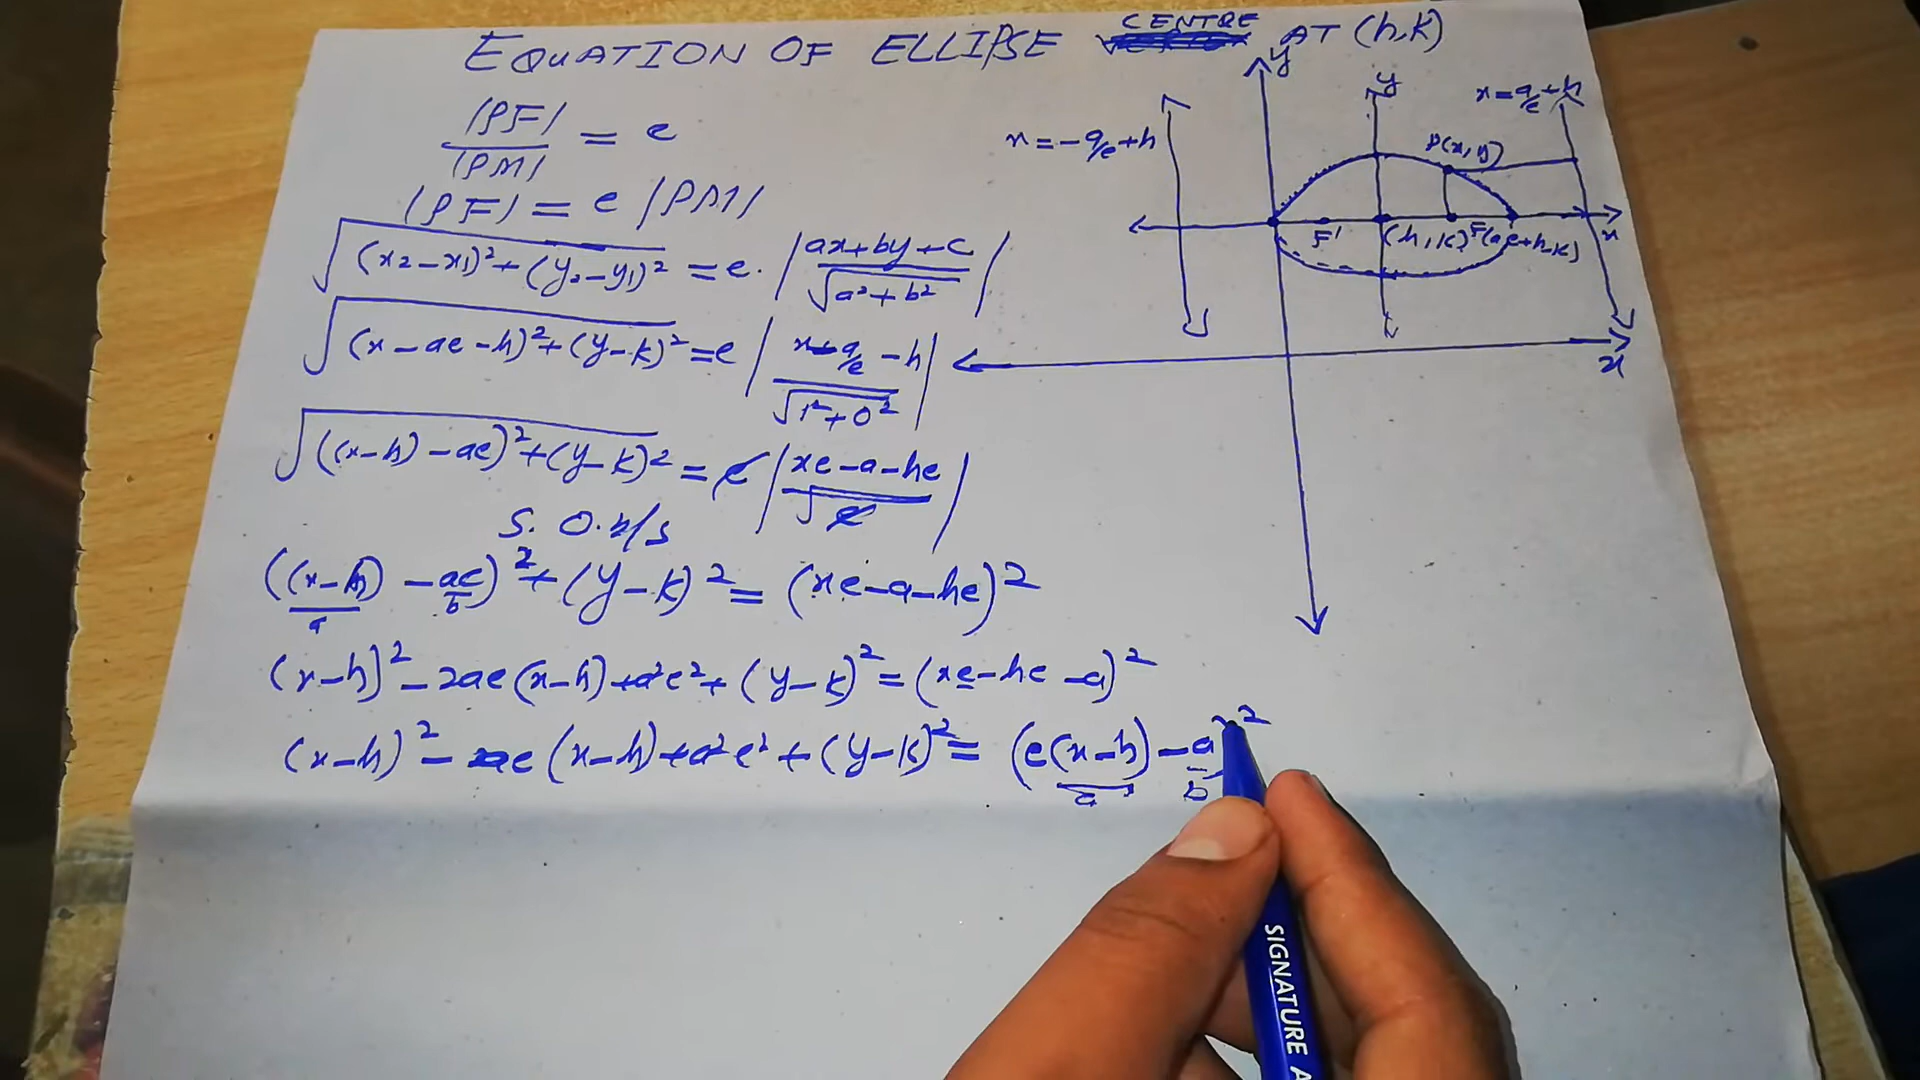 EQUATION OF ELLIPSE CENTRE AT (h,k)
|PF| / |PM| = e
|PF| = e |PM|
√(x2-x1)²+(y2-y1)² = e. |ax+by+c / √a²+b²|
√(x-ae-h)²+(y-k)² = e |x-a/e-h / √1²+0²|
√((x-h)-ae)²+(y-k)² = e |xe-a-he / √e|
S. O. b/s
((x-h) - ae)²+(y-k)² = (xe-a-he)²
a b
(x-h)²-2ae(x-h)+a²e²+(y-k)²=(xe-he-a)²
(x-h)²-2ae(x-h)+a²e²+(y-k)²= (e(x-h)-a)²
a b
y
y
x=a/e+h
x=-a/e+h
P(x,y)
F' (h,k) F(ae+h,k) x
x
SIGNATURE A